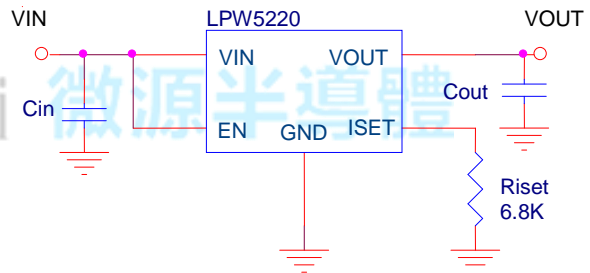 VIN
LPW5220
VOUT
VIN
VOUT
微源半導體
Cin
Cout
EN
GND
ISET
Riset
6.8K